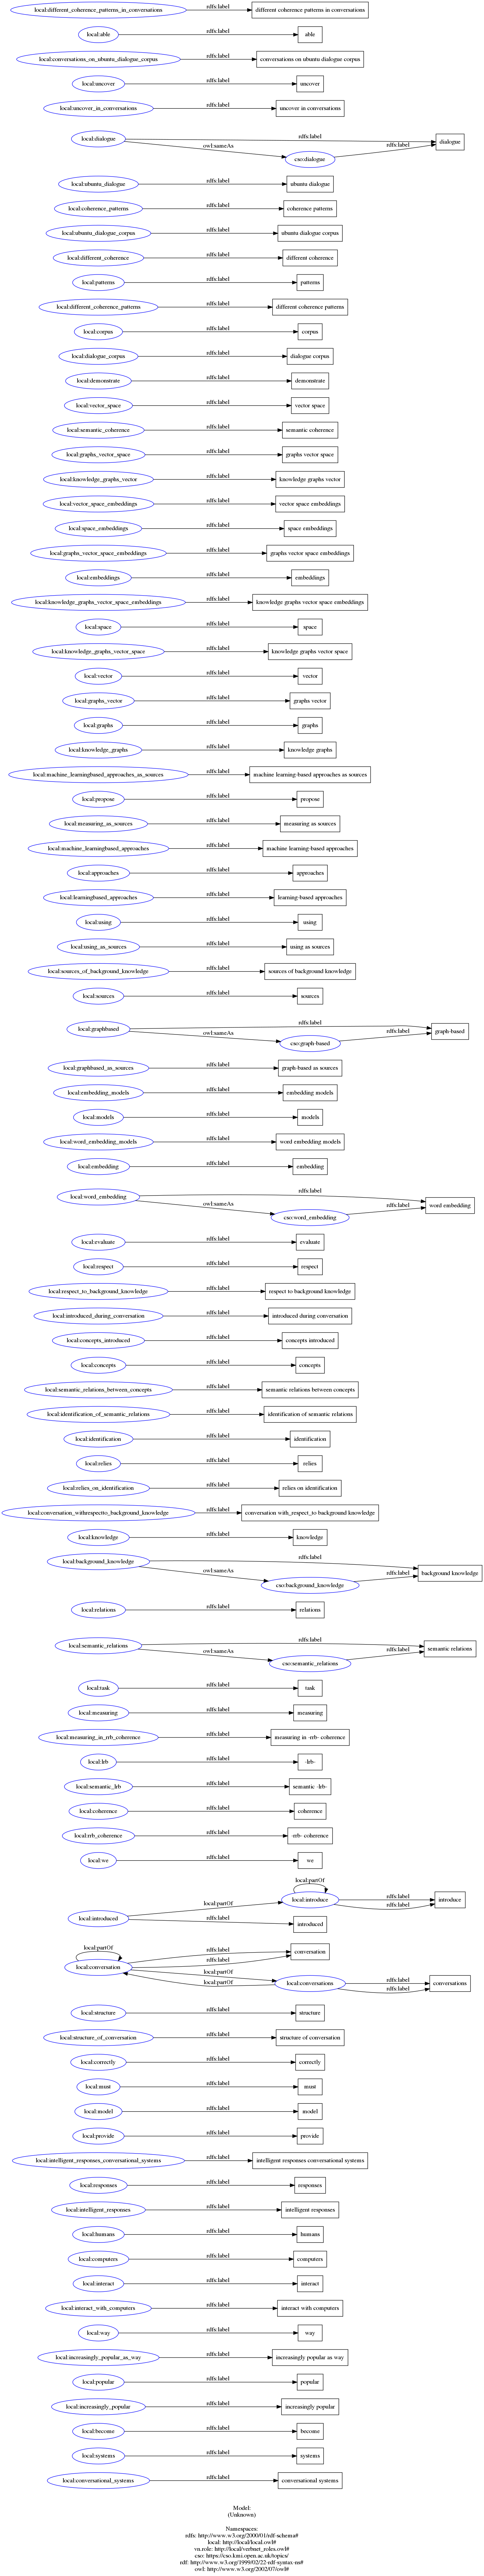 local:different_coherence_patterns_in_conversations rdfs:label different coherence patterns in conversations
local:able rdfs:label able
local:conversations_on_ubuntu_dialogue_corpus rdfs:label conversations on ubuntu dialogue corpus
local:uncover rdfs:label uncover
local:uncover_in_conversations rdfs:label uncover in conversations
rdfs:label
local:dialogue dialogue
owl:sameAs rdfs:label
cso:dialogue
local:ubuntu_dialogue rdfs:label ubuntu dialogue
local:coherence_patterns rdfs:label coherence patterns
local:ubuntu_dialogue_corpus rdfs:label ubuntu dialogue corpus
local:different_coherence rdfs:label different coherence
local:patterns rdfs:label patterns
local:different_coherence_patterns rdfs:label different coherence patterns
local:corpus rdfs:label corpus
local:dialogue_corpus rdfs:label dialogue corpus
local:demonstrate rdfs:label demonstrate
local:vector_space rdfs:label vector space
local:semantic_coherence rdfs:label semantic coherence
local:graphs_vector_space rdfs:label graphs vector space
local:knowledge_graphs_vector rdfs:label knowledge graphs vector
local:vector_space_embeddings rdfs:label vector space embeddings
local:space_embeddings rdfs:label space embeddings
local:graphs_vector_space_embeddings rdfs:label graphs vector space embeddings
local:embeddings rdfs:label embeddings
local:knowledge_graphs_vector_space_embeddings rdfs:label knowledge graphs vector space embeddings
local:space rdfs:label space
local:knowledge_graphs_vector_space rdfs:label knowledge graphs vector space
local:vector rdfs:label vector
local:graphs_vector rdfs:label graphs vector
local:graphs rdfs:label graphs
local:knowledge_graphs rdfs:label knowledge graphs
local:machine_learningbased_approaches_as_sources rdfs:label machine learning-based approaches as sources
local:propose rdfs:label propose
local:measuring_as_sources rdfs:label measuring as sources
local:machine_learningbased_approaches rdfs:label machine learning-based approaches
local:approaches rdfs:label approaches
local:learningbased_approaches rdfs:label learning-based approaches
local:using rdfs:label using
local:using_as_sources rdfs:label using as sources
local:sources_of_background_knowledge rdfs:label sources of background knowledge
local:sources rdfs:label sources
rdfs:label
local:graphbased graph-based
owl:sameAs rdfs:label
cso:graph-based
local:graphbased_as_sources rdfs:label graph-based as sources
local:embedding_models rdfs:label embedding models
local:models rdfs:label models
local:word_embedding_models rdfs:label word embedding models
local:embedding rdfs:label embedding
rdfs:label
local:word_embedding word embedding
owl:sameAs rdfs:label
cso:word_embedding
local:evaluate rdfs:label evaluate
local:respect rdfs:label respect
local:respect_to_background_knowledge rdfs:label respect to background knowledge
local:introduced_during_conversation rdfs:label introduced during conversation
local:concepts_introduced rdfs:label concepts introduced
local:concepts rdfs:label concepts
local:semantic_relations_between_concepts rdfs:label semantic relations between concepts
local:identification_of_semantic_relations rdfs:label identification of semantic relations
local:identification rdfs:label identification
local:relies rdfs:label relies
local:relies_on_identification rdfs:label relies on identification
local:conversation_withrespectto_background_knowledge rdfs:label conversation with_respect_to background knowledge
local:knowledge rdfs:label knowledge
rdfs:label
local:background_knowledge background knowledge
owl:sameAs rdfs:label
cso:background_knowledge
local:relations rdfs:label relations
rdfs:label
local:semantic_relations semantic relations
owl:sameAs rdfs:label
cso:semantic_relations
local:task rdfs:label task
local:measuring rdfs:label measuring
local:measuring_in_rrb_coherence rdfs:label measuring in -rrb- coherence
local:lrb rdfs:label -lrb-
local:semantic_lrb rdfs:label semantic -lrb-
local:coherence rdfs:label coherence
local:rrb_coherence rdfs:label -rrb- coherence
local:we rdfs:label we
local:partOf
local:introduce rdfs:label introduce
rdfs:label
local:partOf
local:introduced rdfs:label introduced
local:partOf rdfs:label conversation
rdfs:label
local:conversation local:partOf
local:partOf local:conversations rdfs:label conversations
rdfs:label
local:structure rdfs:label structure
local:structure_of_conversation rdfs:label structure of conversation
local:correctly rdfs:label correctly
local:must rdfs:label must
local:model rdfs:label model
local:provide rdfs:label provide
local:intelligent_responses_conversational_systems rdfs:label intelligent responses conversational systems
local:responses rdfs:label responses
local:intelligent_responses rdfs:label intelligent responses
local:humans rdfs:label humans
local:computers rdfs:label computers
local:interact rdfs:label interact
local:interact_with_computers rdfs:label interact with computers
local:way rdfs:label way
local:increasingly_popular_as_way rdfs:label increasingly popular as way
local:popular rdfs:label popular
local:increasingly_popular rdfs:label increasingly popular
local:become rdfs:label become
local:systems rdfs:label systems
local:conversational_systems rdfs:label conversational systems
Model:
(Unknown)
Namespaces:
rdfs: http://www.w3.org/2000/01/rdf-schema#
local: http://local/local.owl#
vn.role: http://local/verbnet_roles.owl#
cso: https://cso.kmi.open.ac.uk/topics/
rdf: http://www.w3.org/1999/02/22-rdf-syntax-ns#
owl: http://www.w3.org/2002/07/owl#